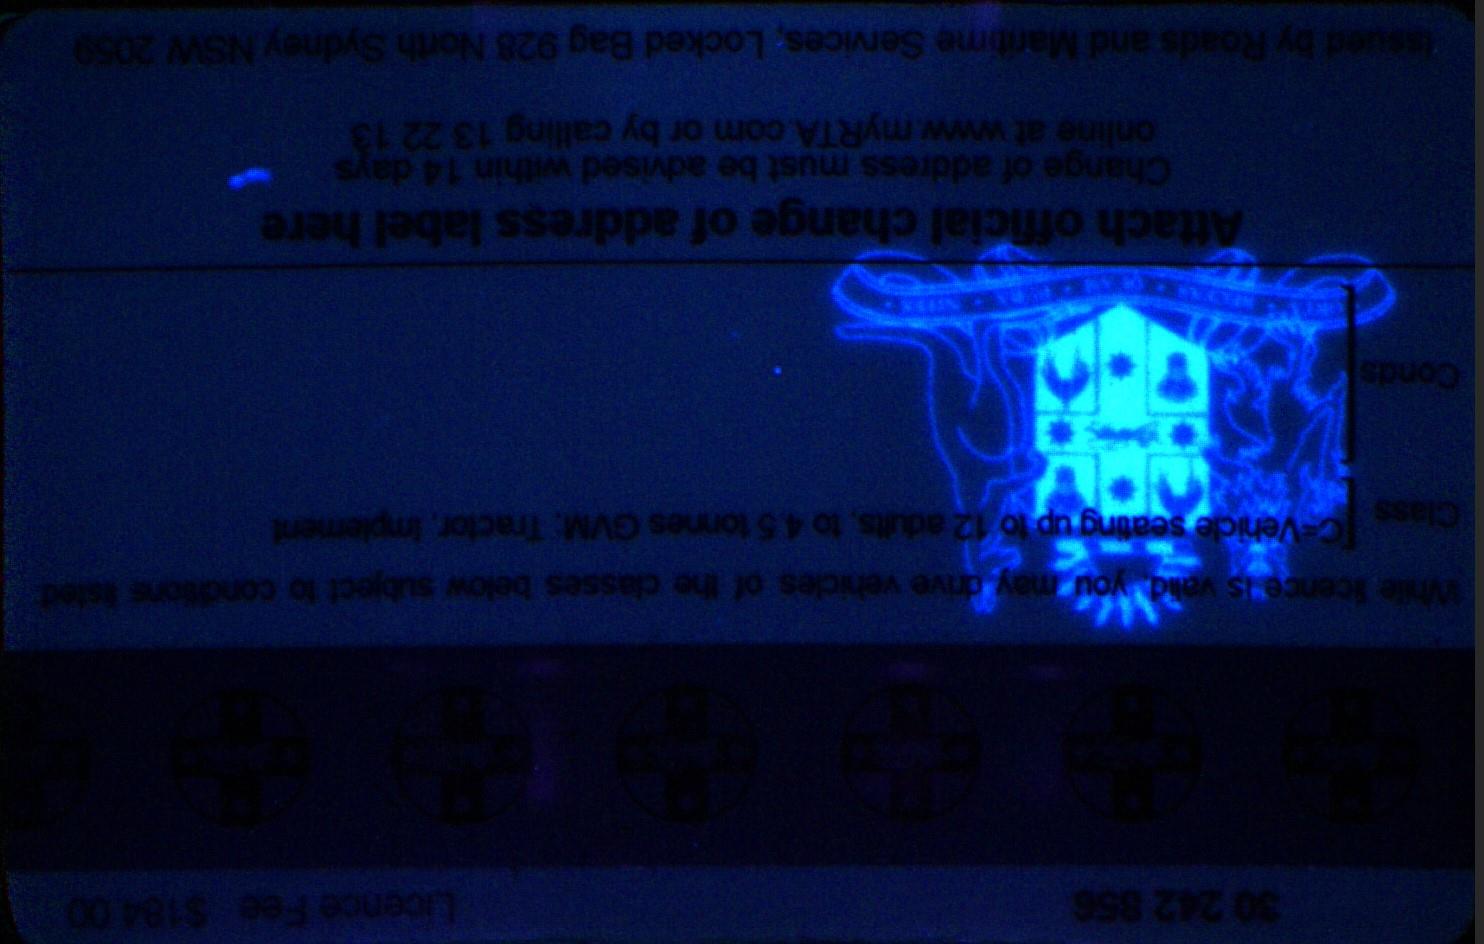 30 242 856 Licence Fee $184.00
While licence is valid, you may drive vehicles of the classes below subject to conditions listed
Class [C=Vehicle seating up to 12 adults, to 4.5 tonnes GVM; Tractor, Implement
Conds
Attach official change of address label here
Change of address must be advised within 14 days
online at www.myRTA.com or by calling 13 22 13
Issued by Roads and Maritime Services, Locked Bag 928 North Sydney NSW 2059